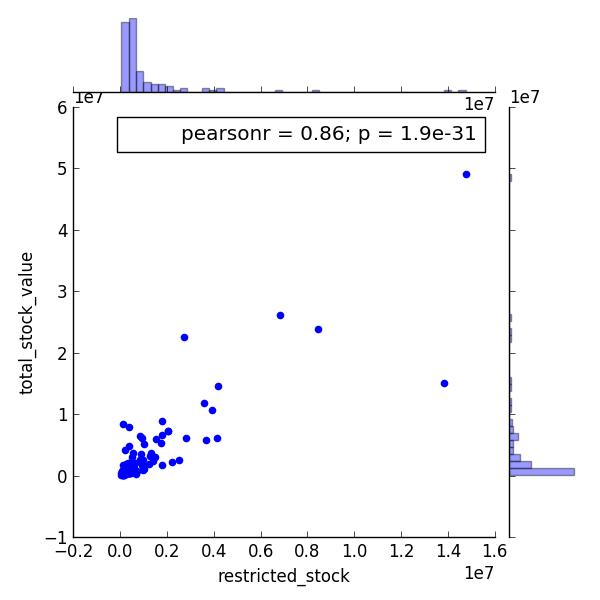 1e7
1e7
1e7
pearsonr = 0.86; p = 1.9e-31
6
5
4
3
2
1
0
−1
total_stock_value
−0.2 0.0 0.2 0.4 0.6 0.8 1.0 1.2 1.4 1.6
restricted_stock
1e7